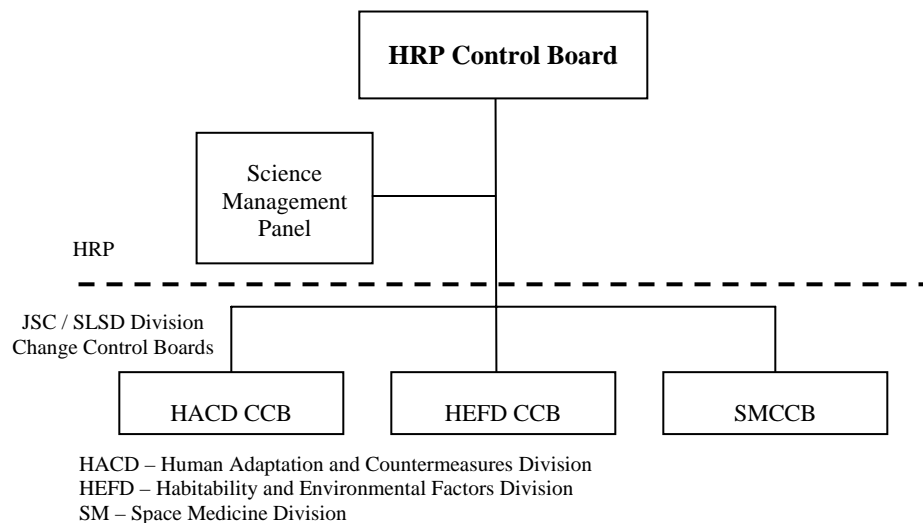 HRP Control Board
Science
Management
Panel
HRP
JSC / SLSD Division
Change Control Boards
HACD CCB
HEFD CCB
SMCCB
HACD – Human Adaptation and Countermeasures Division
HEFD – Habitability and Environmental Factors Division
SM – Space Medicine Division